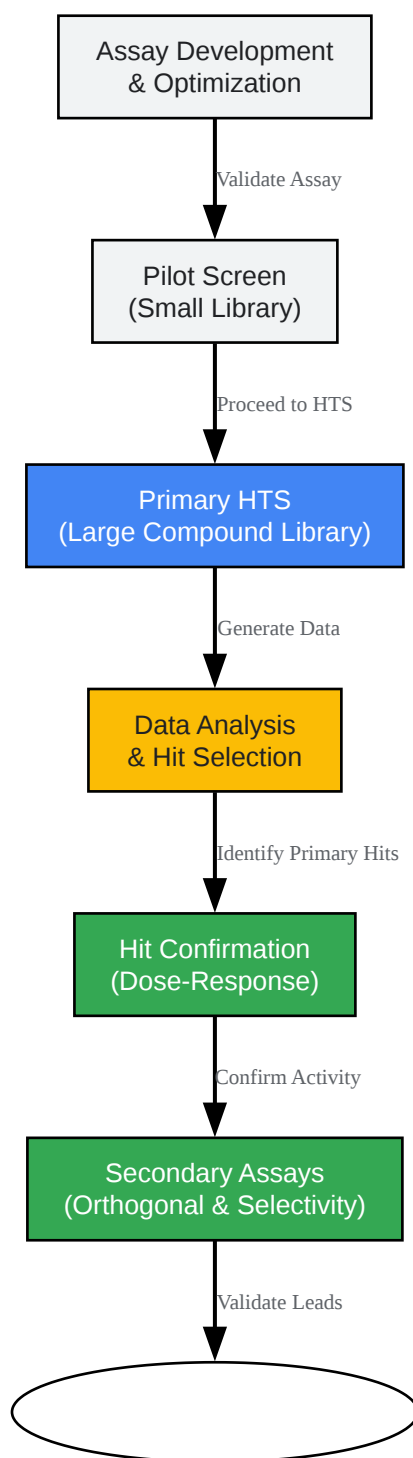 Assay Development
& Optimization
Validate Assay
Pilot Screen
(Small Library)
Proceed to HTS
Primary HTS
(Large Compound Library)
Generate Data
Data Analysis
& Hit Selection
Identify Primary Hits
Hit Confirmation
(Dose-Response)
Confirm Activity
Secondary Assays
(Orthogonal & Selectivity)
Validate Leads